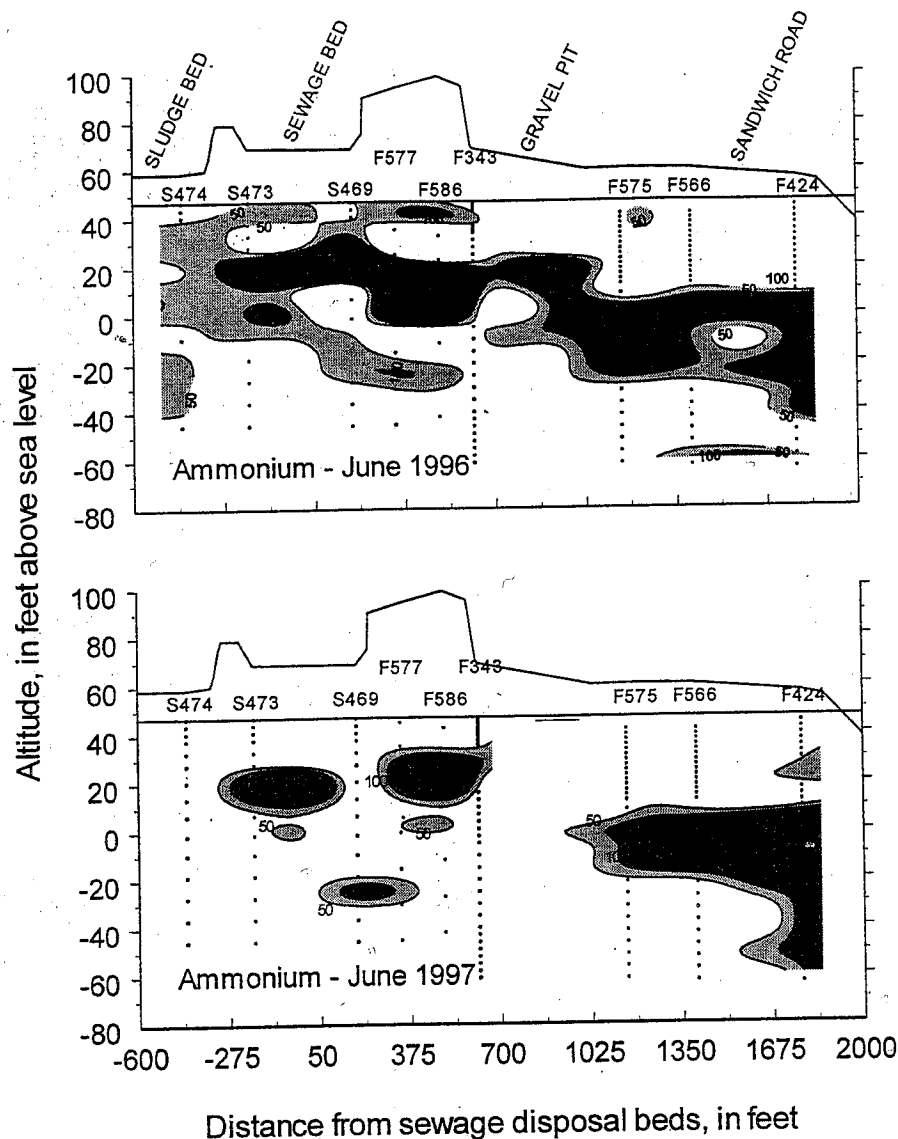 SLUDGE BED
SEWAGE BED
GRAVEL PIT
SANDWICH ROAD
100
80
60
40
20
0
-20
-40
-60
-80
F577 F343
S474 S473 S469 F586 F575 F566 F424
50
50
50
50
100
50
50
50
100
50
Ammonium - June 1996
Altitude, in feet above sea level
100
80
60
40
20
0
-20
-40
-60
-80
F577 F343
S474 S473 S469 F586 F575 F566 F424
100
50
50
50
50
Ammonium - June 1997
-600 -275 50 375 700 1025 1350 1675 2000
Distance from sewage disposal beds, in feet